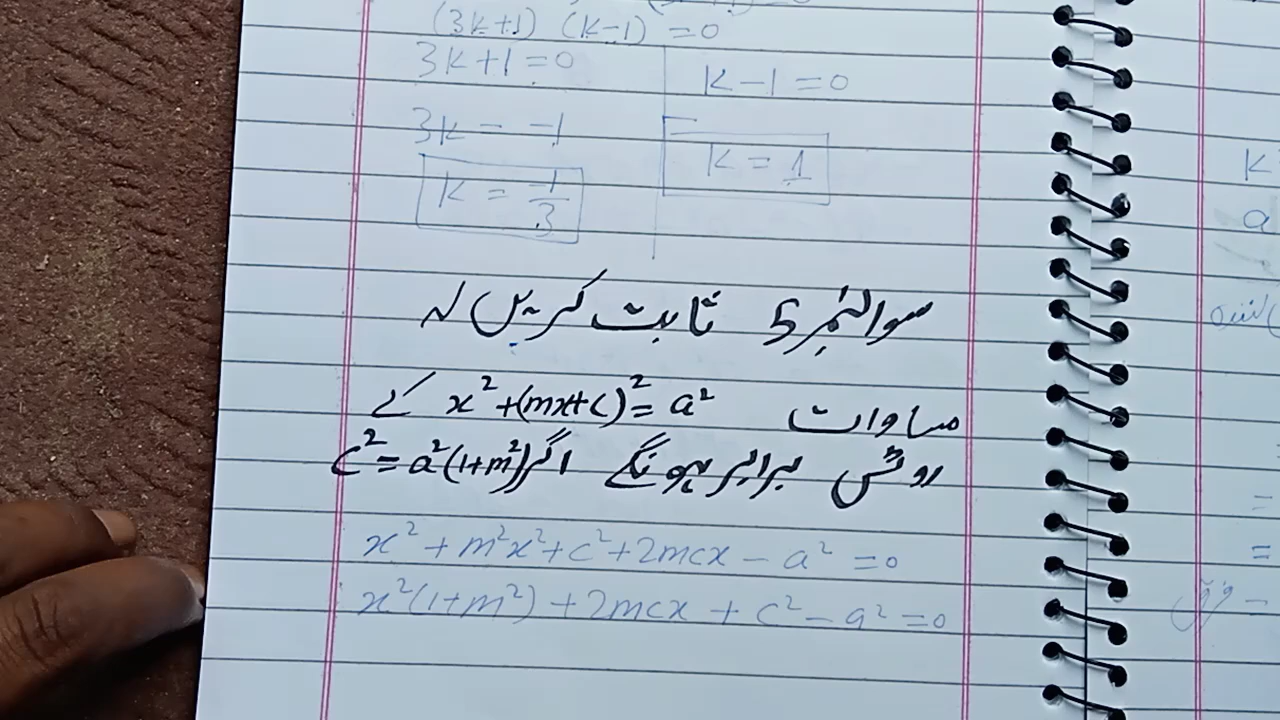 (3k+1) (k-1) =0
3k+1=0
k-1=0
3k = -1
k = 1
k = -1/3
سوال نمبر 5 ثابت کریں کہ
مساوات x²+(mx+c)²= a² کے
روٹس برابر ہونگے اگر c²= a²(1+m²)
x² + m²x²+c²+2mcx - a² =0
x²(1+m²) +2mcx + c² - a² =0
k
a
=
=
=